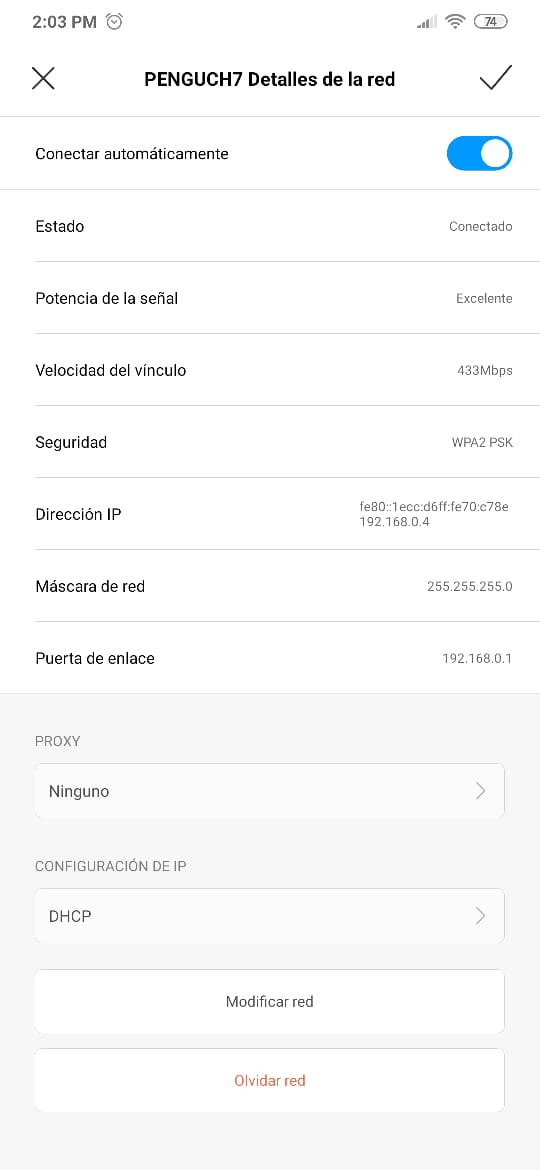 2:03 PM
74
PENGUCH7 Detalles de la red
Conectar automáticamente
Estado
Conectado
Potencia de la señal
Excelente
Velocidad del vínculo
433Mbps
Seguridad
WPA2 PSK
Dirección IP
fe80::1ecc:d6ff:fe70:c78e
192.168.0.4
Máscara de red
255.255.255.0
Puerta de enlace
192.168.0.1
PROXY
Ninguno
CONFIGURACIÓN DE IP
DHCP
Modificar red
Olvidar red